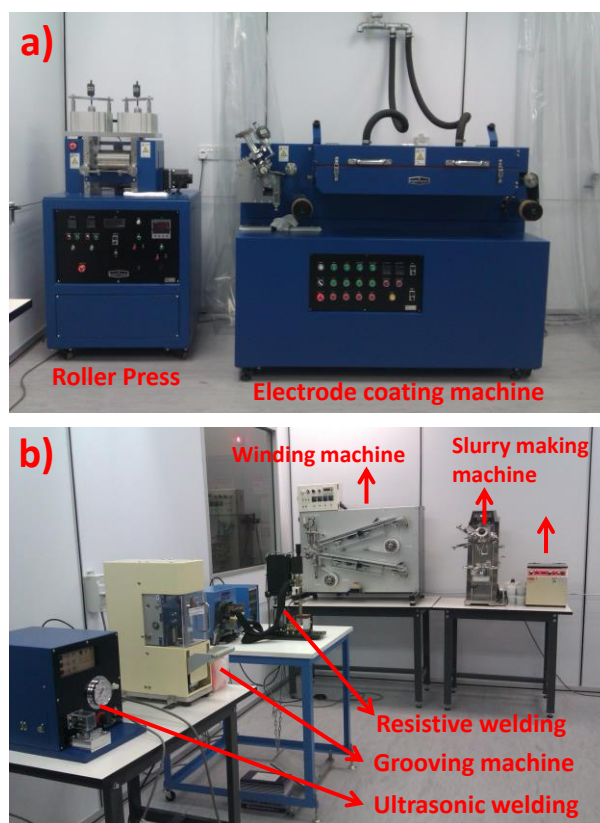 a)
Roller Press
Electrode coating machine
b)
Winding machine
Slurry making
machine
Resistive welding
Grooving machine
Ultrasonic welding